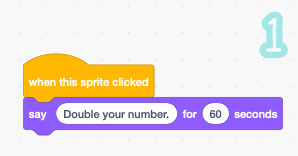 1
when this sprite clicked
say Double your number. for 60 seconds